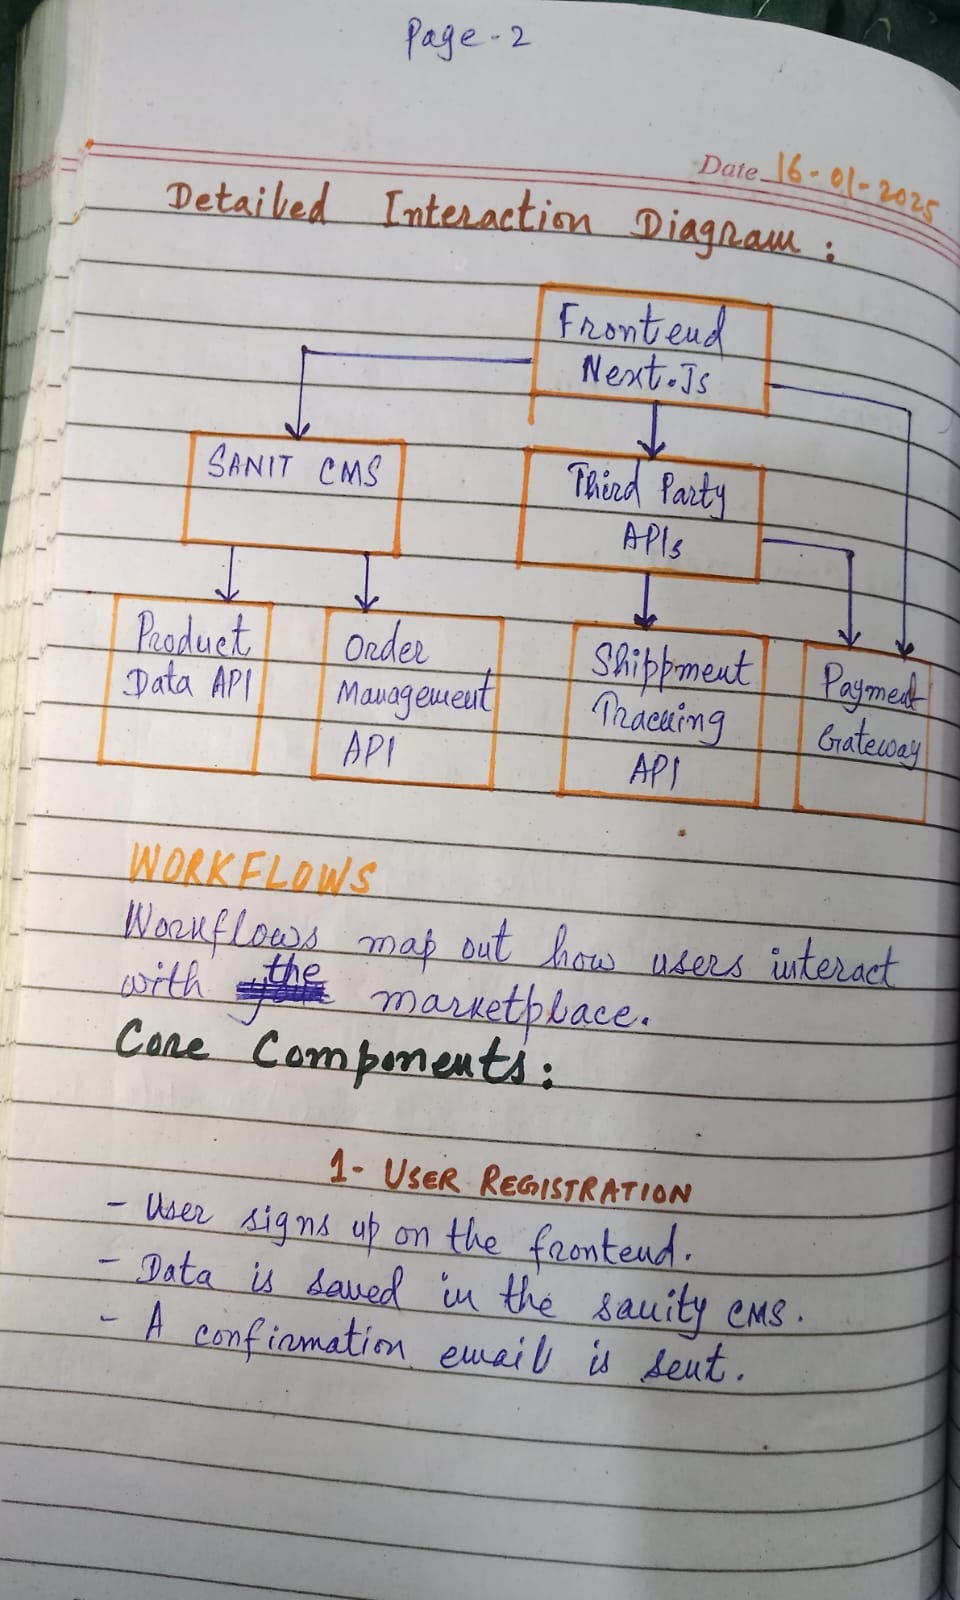 Page-2
Date 16-01-2025
Detailed Interaction Diagram :
Frontend
Next.Js
SANIT CMS
Third Party
APIs
Product
Data API
Order
Management
API
Shippment
Tracking
API
Payment
Gateway
WORKFLOWS
Workflows map out how users interact
with the marketplace.
Core Components:
1- USER REGISTRATION
- User signs up on the frontend.
- Data is saved in the sanity CMS.
- A confirmation email is sent.